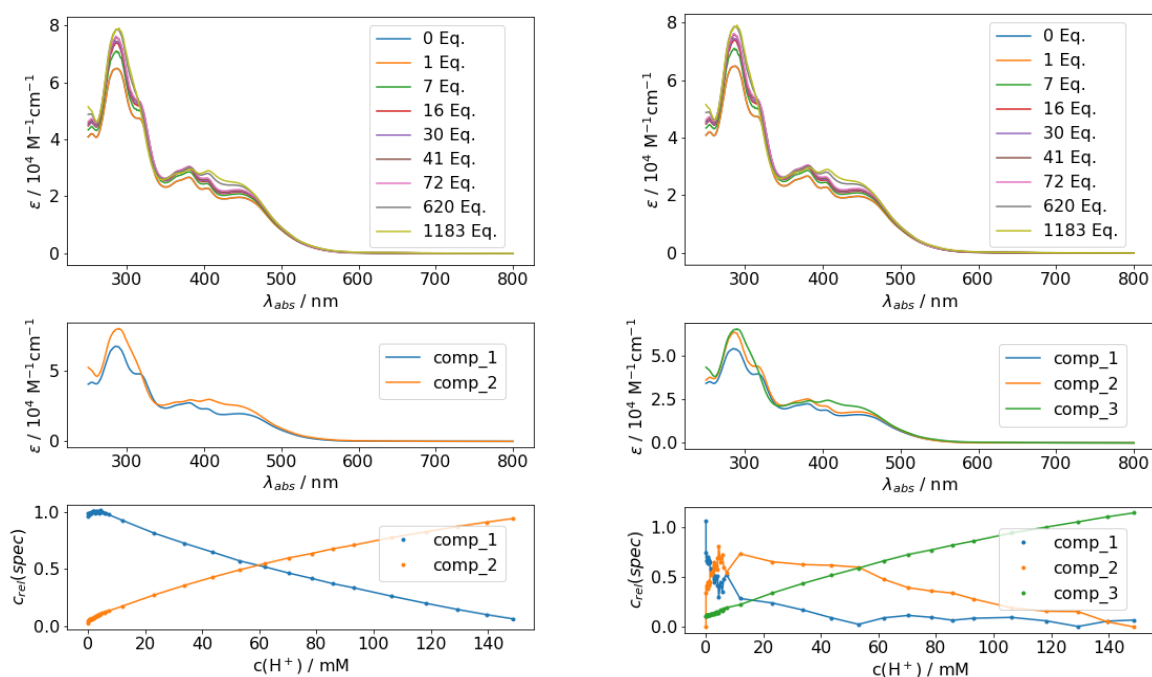 8
6
4
2
0
ε / 10⁴ M⁻¹cm⁻¹
0 Eq.
1 Eq.
7 Eq.
16 Eq.
30 Eq.
41 Eq.
72 Eq.
620 Eq.
1183 Eq.
300 400 500 600 700 800
λabs / nm
8
6
4
2
0
ε / 10⁴ M⁻¹cm⁻¹
0 Eq.
1 Eq.
7 Eq.
16 Eq.
30 Eq.
41 Eq.
72 Eq.
620 Eq.
1183 Eq.
300 400 500 600 700 800
λabs / nm
5
0
ε / 10⁴ M⁻¹cm⁻¹
comp_1
comp_2
300 400 500 600 700 800
λabs / nm
5.0
2.5
0.0
ε / 10⁴ M⁻¹cm⁻¹
comp_1
comp_2
comp_3
300 400 500 600 700 800
λabs / nm
1.0
0.5
0.0
crel(spec)
comp_1
comp_2
0 20 40 60 80 100 120 140
c(H⁺) / mM
1.0
0.5
0.0
crel(spec)
comp_1
comp_2
comp_3
0 20 40 60 80 100 120 140
c(H⁺) / mM